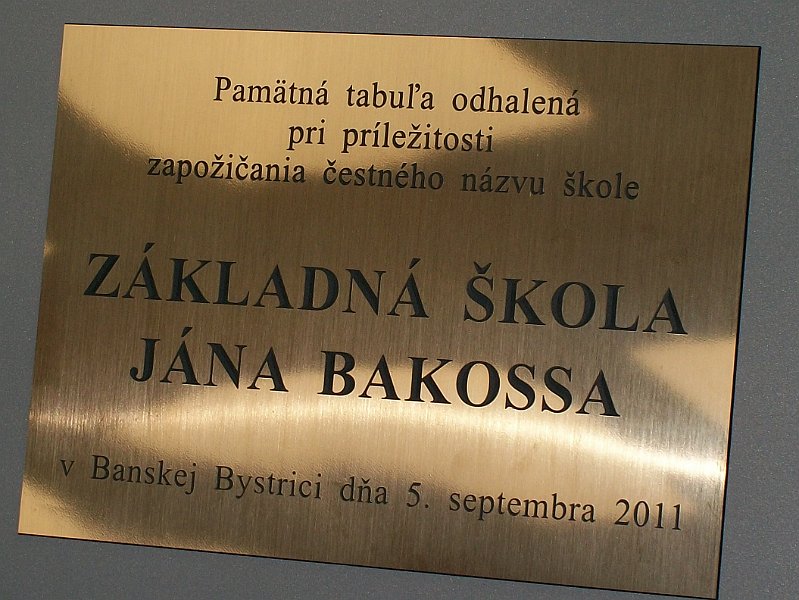 Pamätná tabuľa odhalená
pri príležitosti
zapožičania čestného názvu škole
ZÁKLADNÁ ŠKOLA
JÁNA BAKOSSA
v Banskej Bystrici dňa 5. septembra 2011